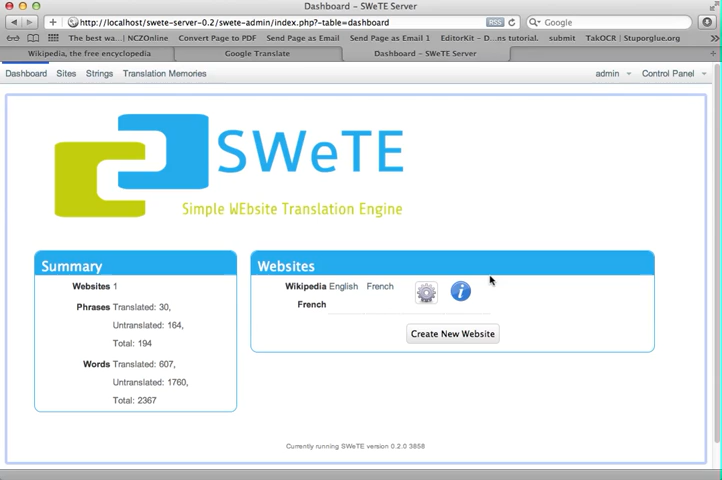 Dashboard – SWeTE Server
http://localhost/swete-server-0.2/swete-admin/index.php?-table=dashboard
RSS
Google
The best wa...| NCZOnline
Convert Page to PDF
Send Page as Email
Send Page as Email 1
EditorKit - D...ns tutorial.
submit
TakOCR | Stuporglue.org
Wikipedia, the free encyclopedia
Google Translate
Dashboard – SWeTE Server
Dashboard Sites Strings Translation Memories
admin Control Panel
SWeTE
Simple WEbsite Translation Engine
Summary
Websites 1
Phrases Translated: 30,
Untranslated: 164,
Total: 194
Words Translated: 607,
Untranslated: 1760,
Total: 2367
Websites
Wikipedia English French
French
Create New Website
Currently running SWeTE version 0.2.0 3858